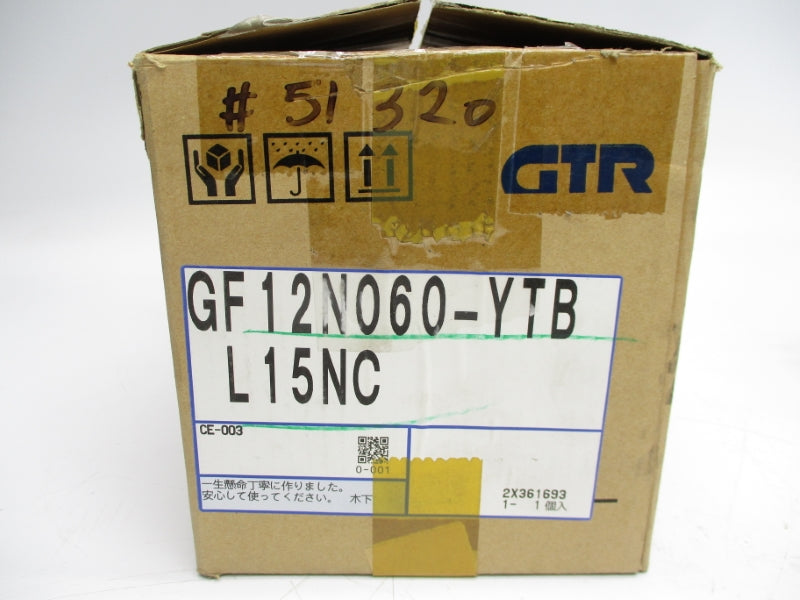 # 51 320
GTR
GF12N060-YTB
L15NC
CE-003
0-001
一生懸命丁寧に作りました。
安心して使ってください。 木下
2X361693
1- 1個入